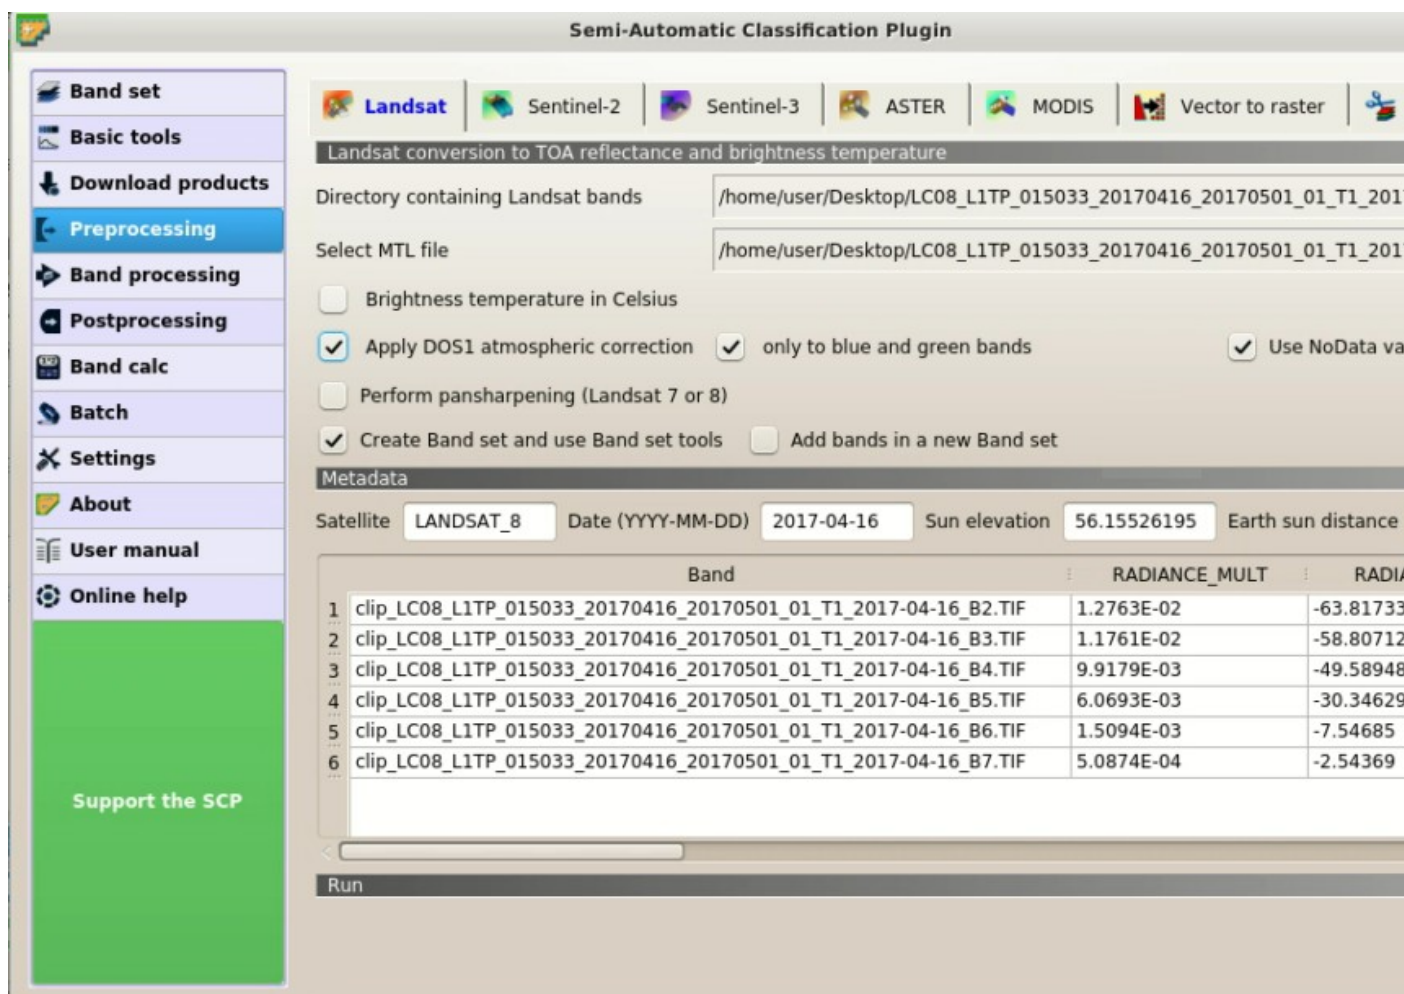 Semi-Automatic Classification Plugin
Band set
Basic tools
Download products
Preprocessing
Band processing
Postprocessing
Band calc
Batch
Settings
About
User manual
Online help
Support the SCP
Landsat Sentinel-2 Sentinel-3 ASTER MODIS Vector to raster
Landsat conversion to TOA reflectance and brightness temperature
Directory containing Landsat bands /home/user/Desktop/LC08_L1TP_015033_20170416_20170501_01_T1_201
Select MTL file /home/user/Desktop/LC08_L1TP_015033_20170416_20170501_01_T1_201
Brightness temperature in Celsius
Apply DOS1 atmospheric correction only to blue and green bands Use NoData va
Perform pansharpening (Landsat 7 or 8)
Create Band set and use Band set tools Add bands in a new Band set
Metadata
Satellite LANDSAT_8 Date (YYYY-MM-DD) 2017-04-16 Sun elevation 56.15526195 Earth sun distance
Band RADIANCE_MULT RADIA
1 clip_LC08_L1TP_015033_20170416_20170501_01_T1_2017-04-16_B2.TIF 1.2763E-02 -63.81733
2 clip_LC08_L1TP_015033_20170416_20170501_01_T1_2017-04-16_B3.TIF 1.1761E-02 -58.80712
3 clip_LC08_L1TP_015033_20170416_20170501_01_T1_2017-04-16_B4.TIF 9.9179E-03 -49.58948
4 clip_LC08_L1TP_015033_20170416_20170501_01_T1_2017-04-16_B5.TIF 6.0693E-03 -30.34629
5 clip_LC08_L1TP_015033_20170416_20170501_01_T1_2017-04-16_B6.TIF 1.5094E-03 -7.54685
6 clip_LC08_L1TP_015033_20170416_20170501_01_T1_2017-04-16_B7.TIF 5.0874E-04 -2.54369
Run